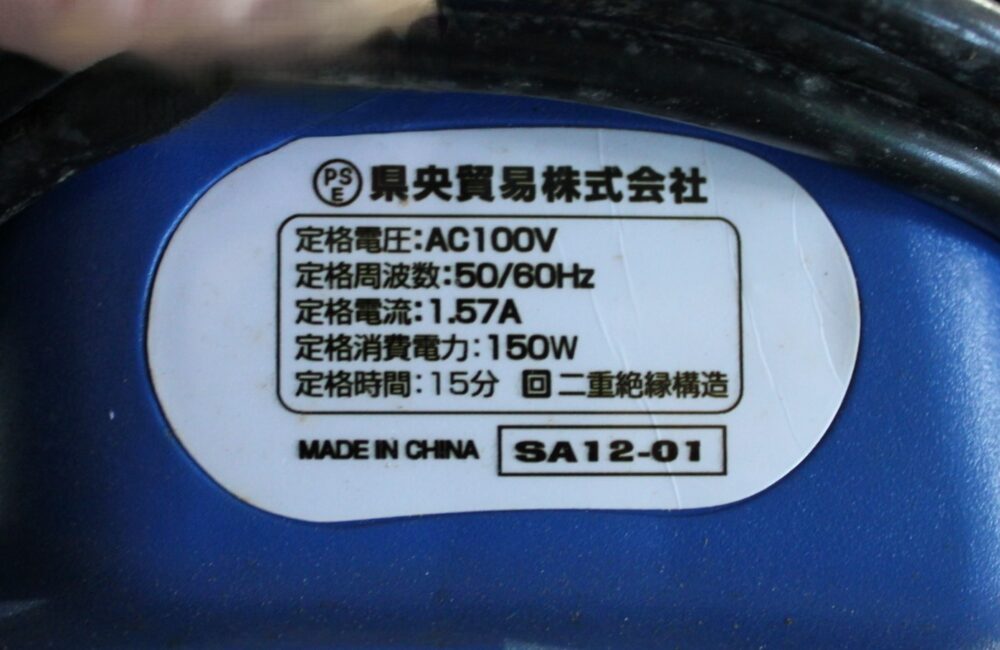 PSE 県央貿易株式会社
定格電圧:AC100V
定格周波数:50/60Hz
定格電流:1.57A
定格消費電力:150W
定格時間:15分 回 二重絶縁構造
MADE IN CHINA SA12-01